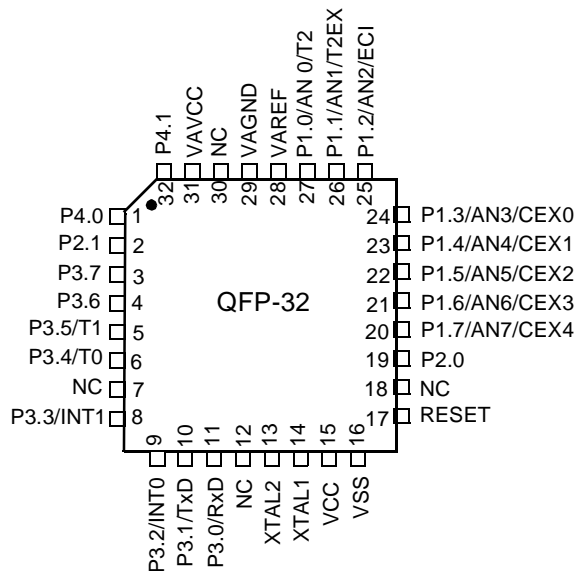 P4.1
VAVCC
NC
VAGND
VAREF
P1.0/AN 0/T2
P1.1/AN1/T2EX
P1.2/AN2/ECI
32
31
30
29
28
27
26
25
P4.0
1
P2.1
2
P3.7
3
P3.6
4
P3.5/T1
5
P3.4/T0
6
NC
7
P3.3/INT1
8
QFP-32
24
P1.3/AN3/CEX0
23
P1.4/AN4/CEX1
22
P1.5/AN5/CEX2
21
P1.6/AN6/CEX3
20
P1.7/AN7/CEX4
19
P2.0
18
NC
17
RESET
9
10
11
12
13
14
15
16
P3.2/INT0
P3.1/TxD
P3.0/RxD
NC
XTAL2
XTAL1
VCC
VSS